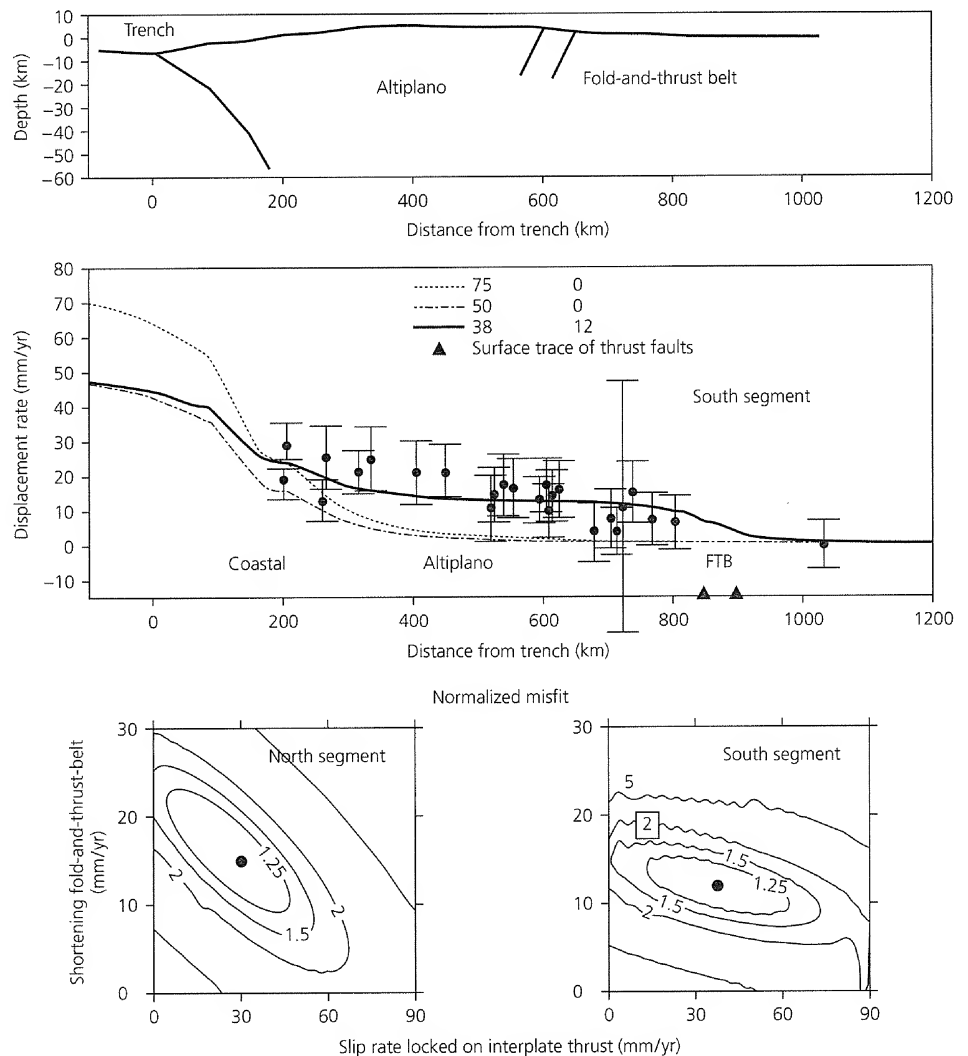 10
0
−10
−20
−30
−40
−50
−60
Depth (km)
Trench
Altiplano
Fold-and-thrust belt
0 200 400 600 800 1000 1200
Distance from trench (km)
80
70
60
50
40
30
20
10
0
−10
Displacement rate (mm/yr)
75 0
50 0
38 12
Surface trace of thrust faults
South segment
Coastal Altiplano FTB
0 200 400 600 800 1000 1200
Distance from trench (km)
Normalized misfit
30
20
10
0
Shortening fold-and-thrust-belt
(mm/yr)
North segment
1.25
1.5
2
2
0 30 60 90
30
20
10
0
South segment
5
2
1.5
1.25
1.5
2
0 30 60 90
Slip rate locked on interplate thrust (mm/yr)